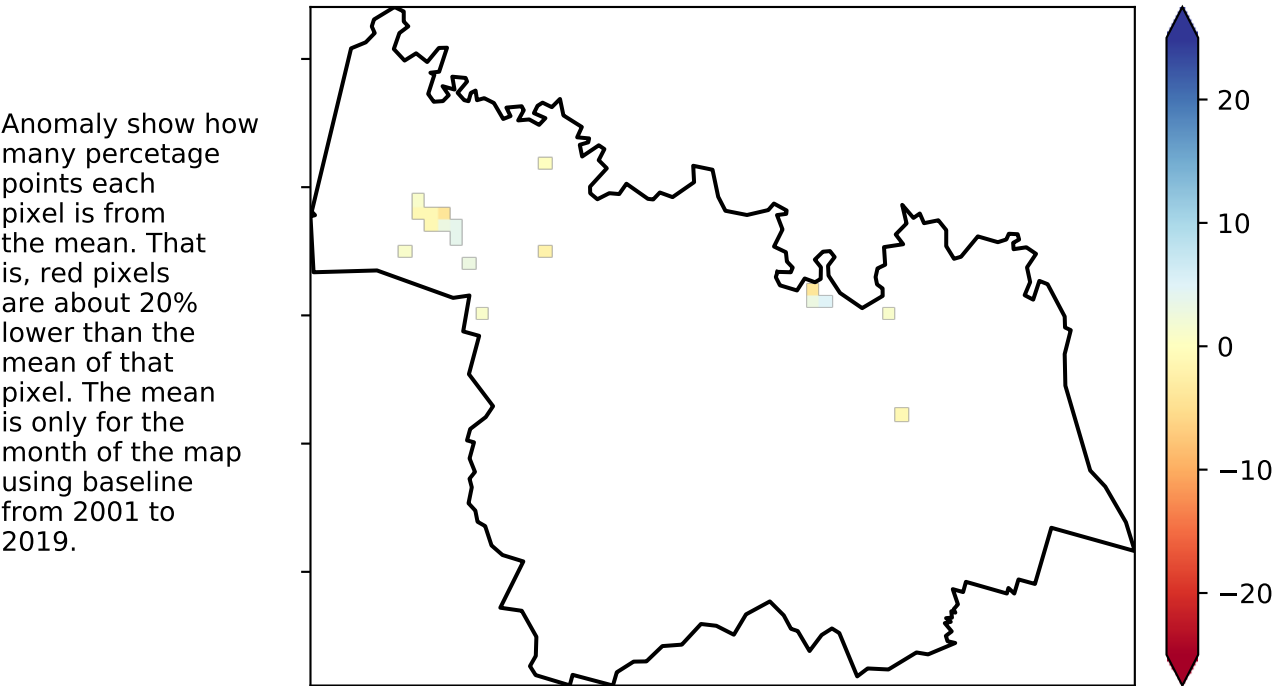 Anomaly show how
many percetage
points each
pixel is from
the mean. That
is, red pixels
are about 20%
lower than the
mean of that
pixel. The mean
is only for the
month of the map
using baseline
from 2001 to
2019.
20
10
0
−10
−20